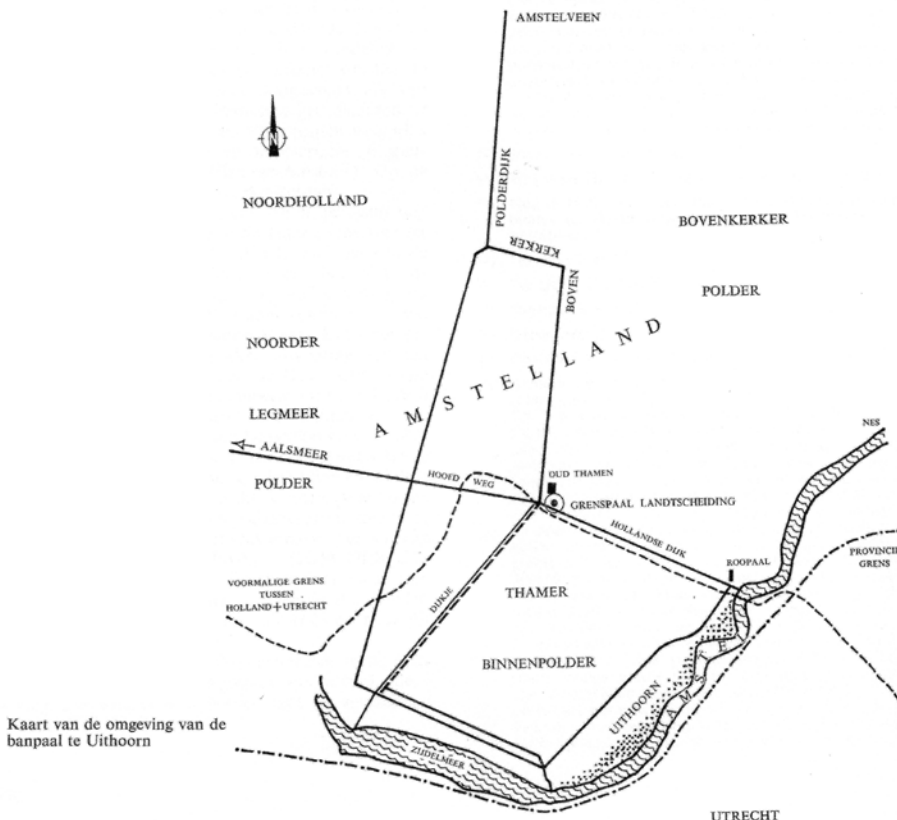 AMSTELVEEN
N
POLDERDIJK
NOORDHOLLAND
BOVENKERKER
KERKER
BOVEN
POLDER
AMSTELLAND
NOORDER
LEGMEER
NES
AALSMEER
HOOFD WEG
OUD THAMEN
POLDER
GRENSPAAL LANDTSCHEIDING
HOLLANDSE DIJK
ROOPAAL
PROVINCIE
GRENS
VOORMALIGE GRENS
TUSSEN
HOLLAND+UTRECHT
DIJKJE
THAMER
BINNENPOLDER
UITHOORN
AMSTEL
Kaart van de omgeving van de
banpaal te Uithoorn
ZIJDELMEER
UTRECHT